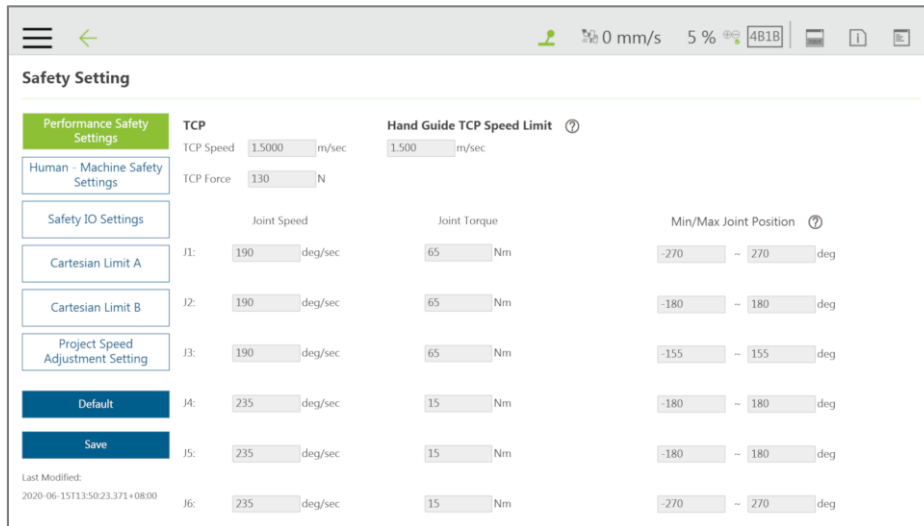 0 mm/s 5 % 4B1B
Safety Setting
Performance Safety
Settings
Human - Machine Safety
Settings
Safety IO Settings
Cartesian Limit A
Cartesian Limit B
Project Speed
Adjustment Setting
Default
Save
Last Modified:
2020-06-15T13:50:23.371+08:00
TCP
TCP Speed 1.5000 m/sec
TCP Force 130 N
Hand Guide TCP Speed Limit ?
1.500 m/sec
Joint Speed Joint Torque Min/Max Joint Position ?
J1: 190 deg/sec 65 Nm -270 ~ 270 deg
J2: 190 deg/sec 65 Nm -180 ~ 180 deg
J3: 190 deg/sec 65 Nm -155 ~ 155 deg
J4: 235 deg/sec 15 Nm -180 ~ 180 deg
J5: 235 deg/sec 15 Nm -180 ~ 180 deg
J6: 235 deg/sec 15 Nm -270 ~ 270 deg